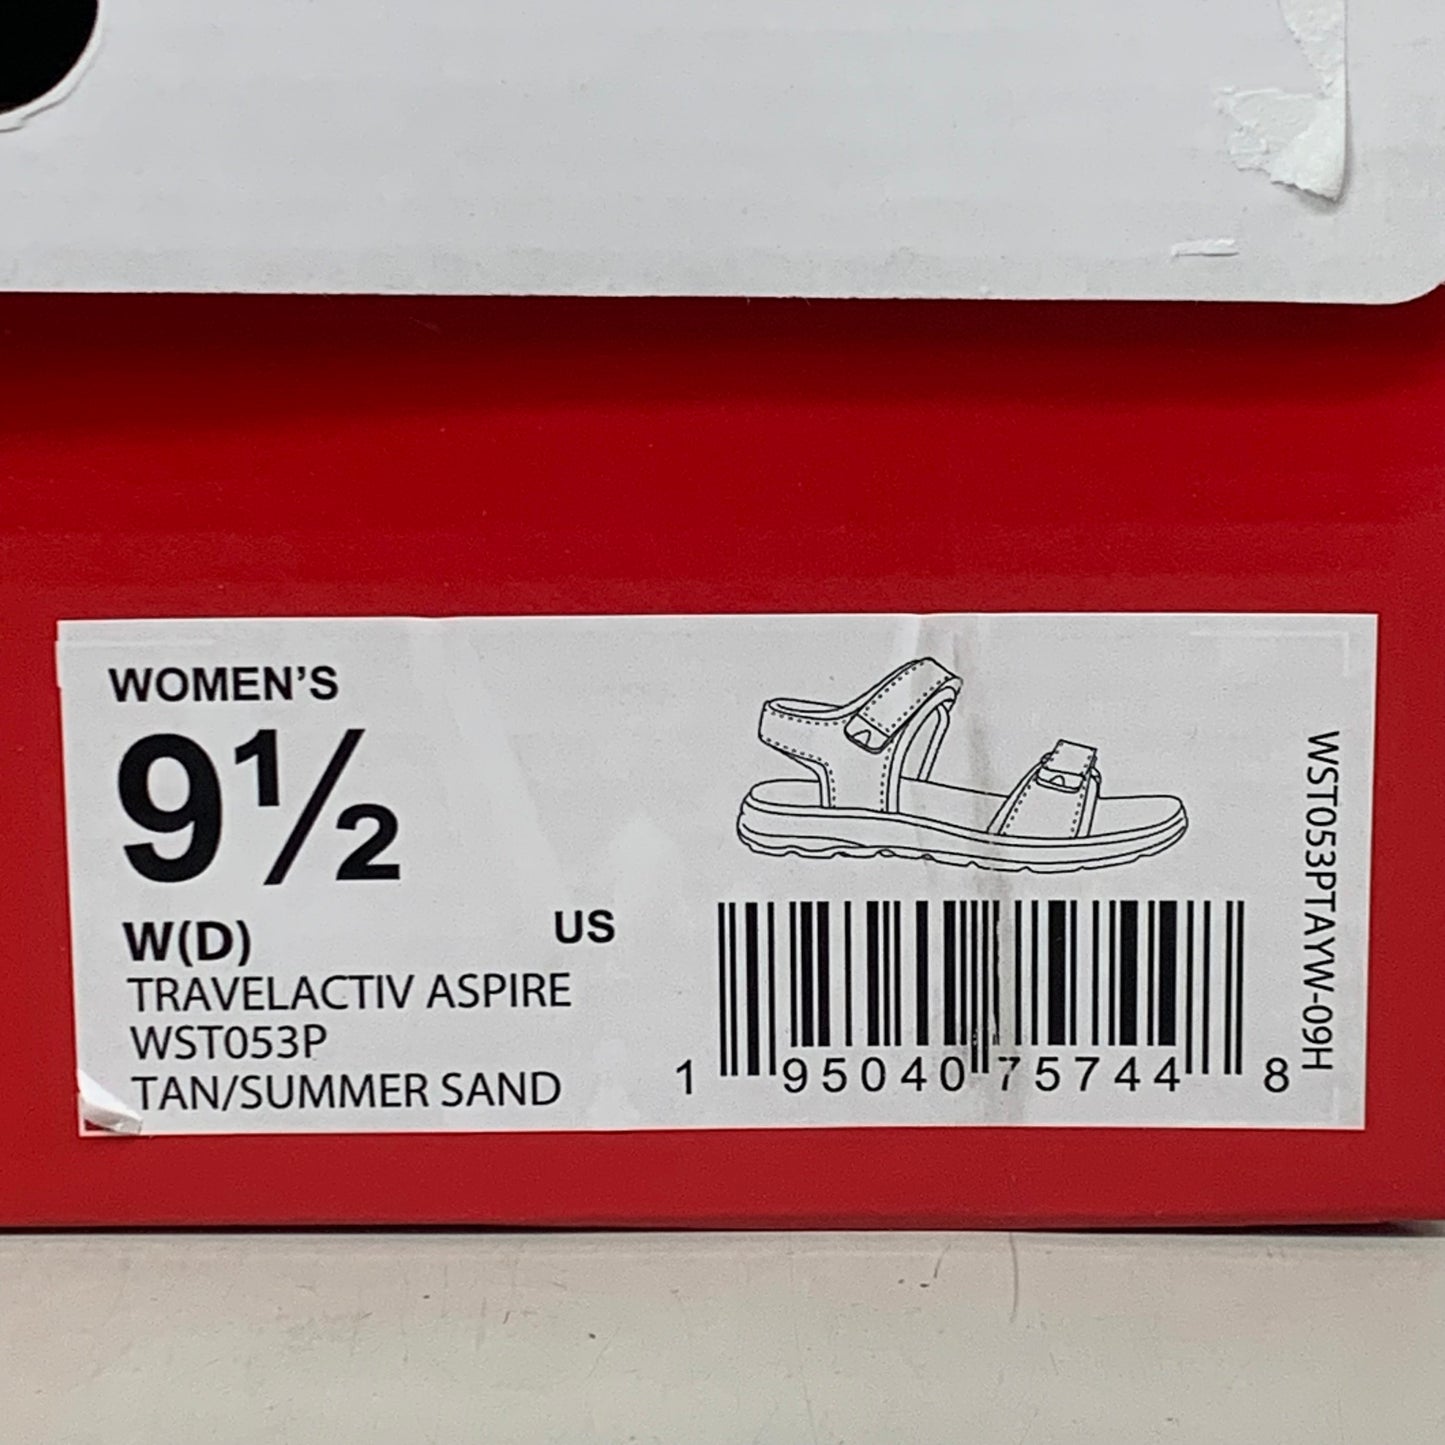 WOMEN'S
9½
W(D)
US
TRAVELACTIV ASPIRE
WST053P
TAN/SUMMER SAND
1 95040 75744 8
WST053PTAYW-09H